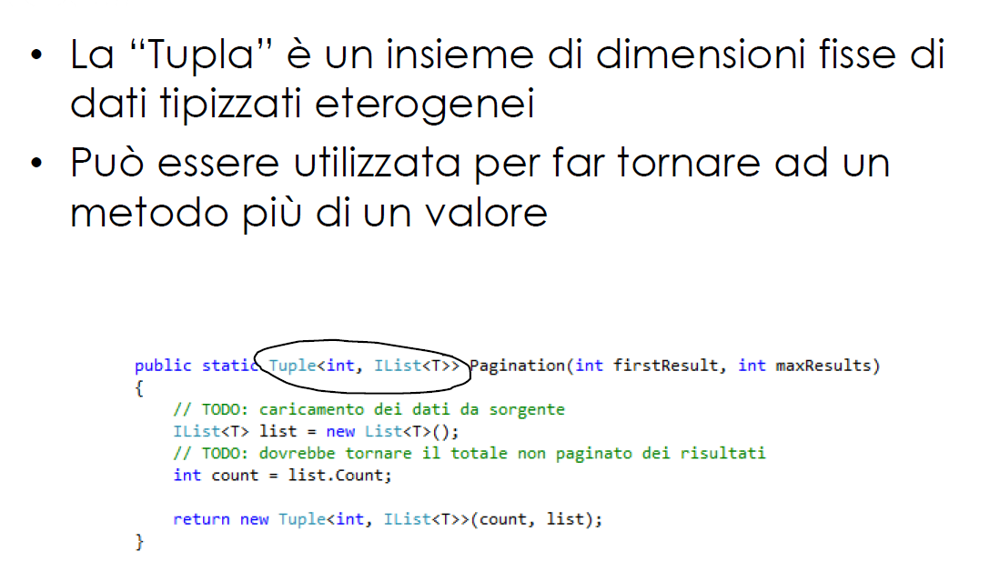 • La “Tupla” è un insieme di dimensioni fisse di
dati tipizzati eterogenei
• Può essere utilizzata per far tornare ad un
metodo più di un valore
public static Tuple<int, IList<T>> Pagination(int firstResult, int maxResults)
{
    // TODO: caricamento dei dati da sorgente
    IList<T> list = new List<T>();
    // TODO: dovrebbe tornare il totale non paginato dei risultati
    int count = list.Count;

    return new Tuple<int, IList<T>>(count, list);
}